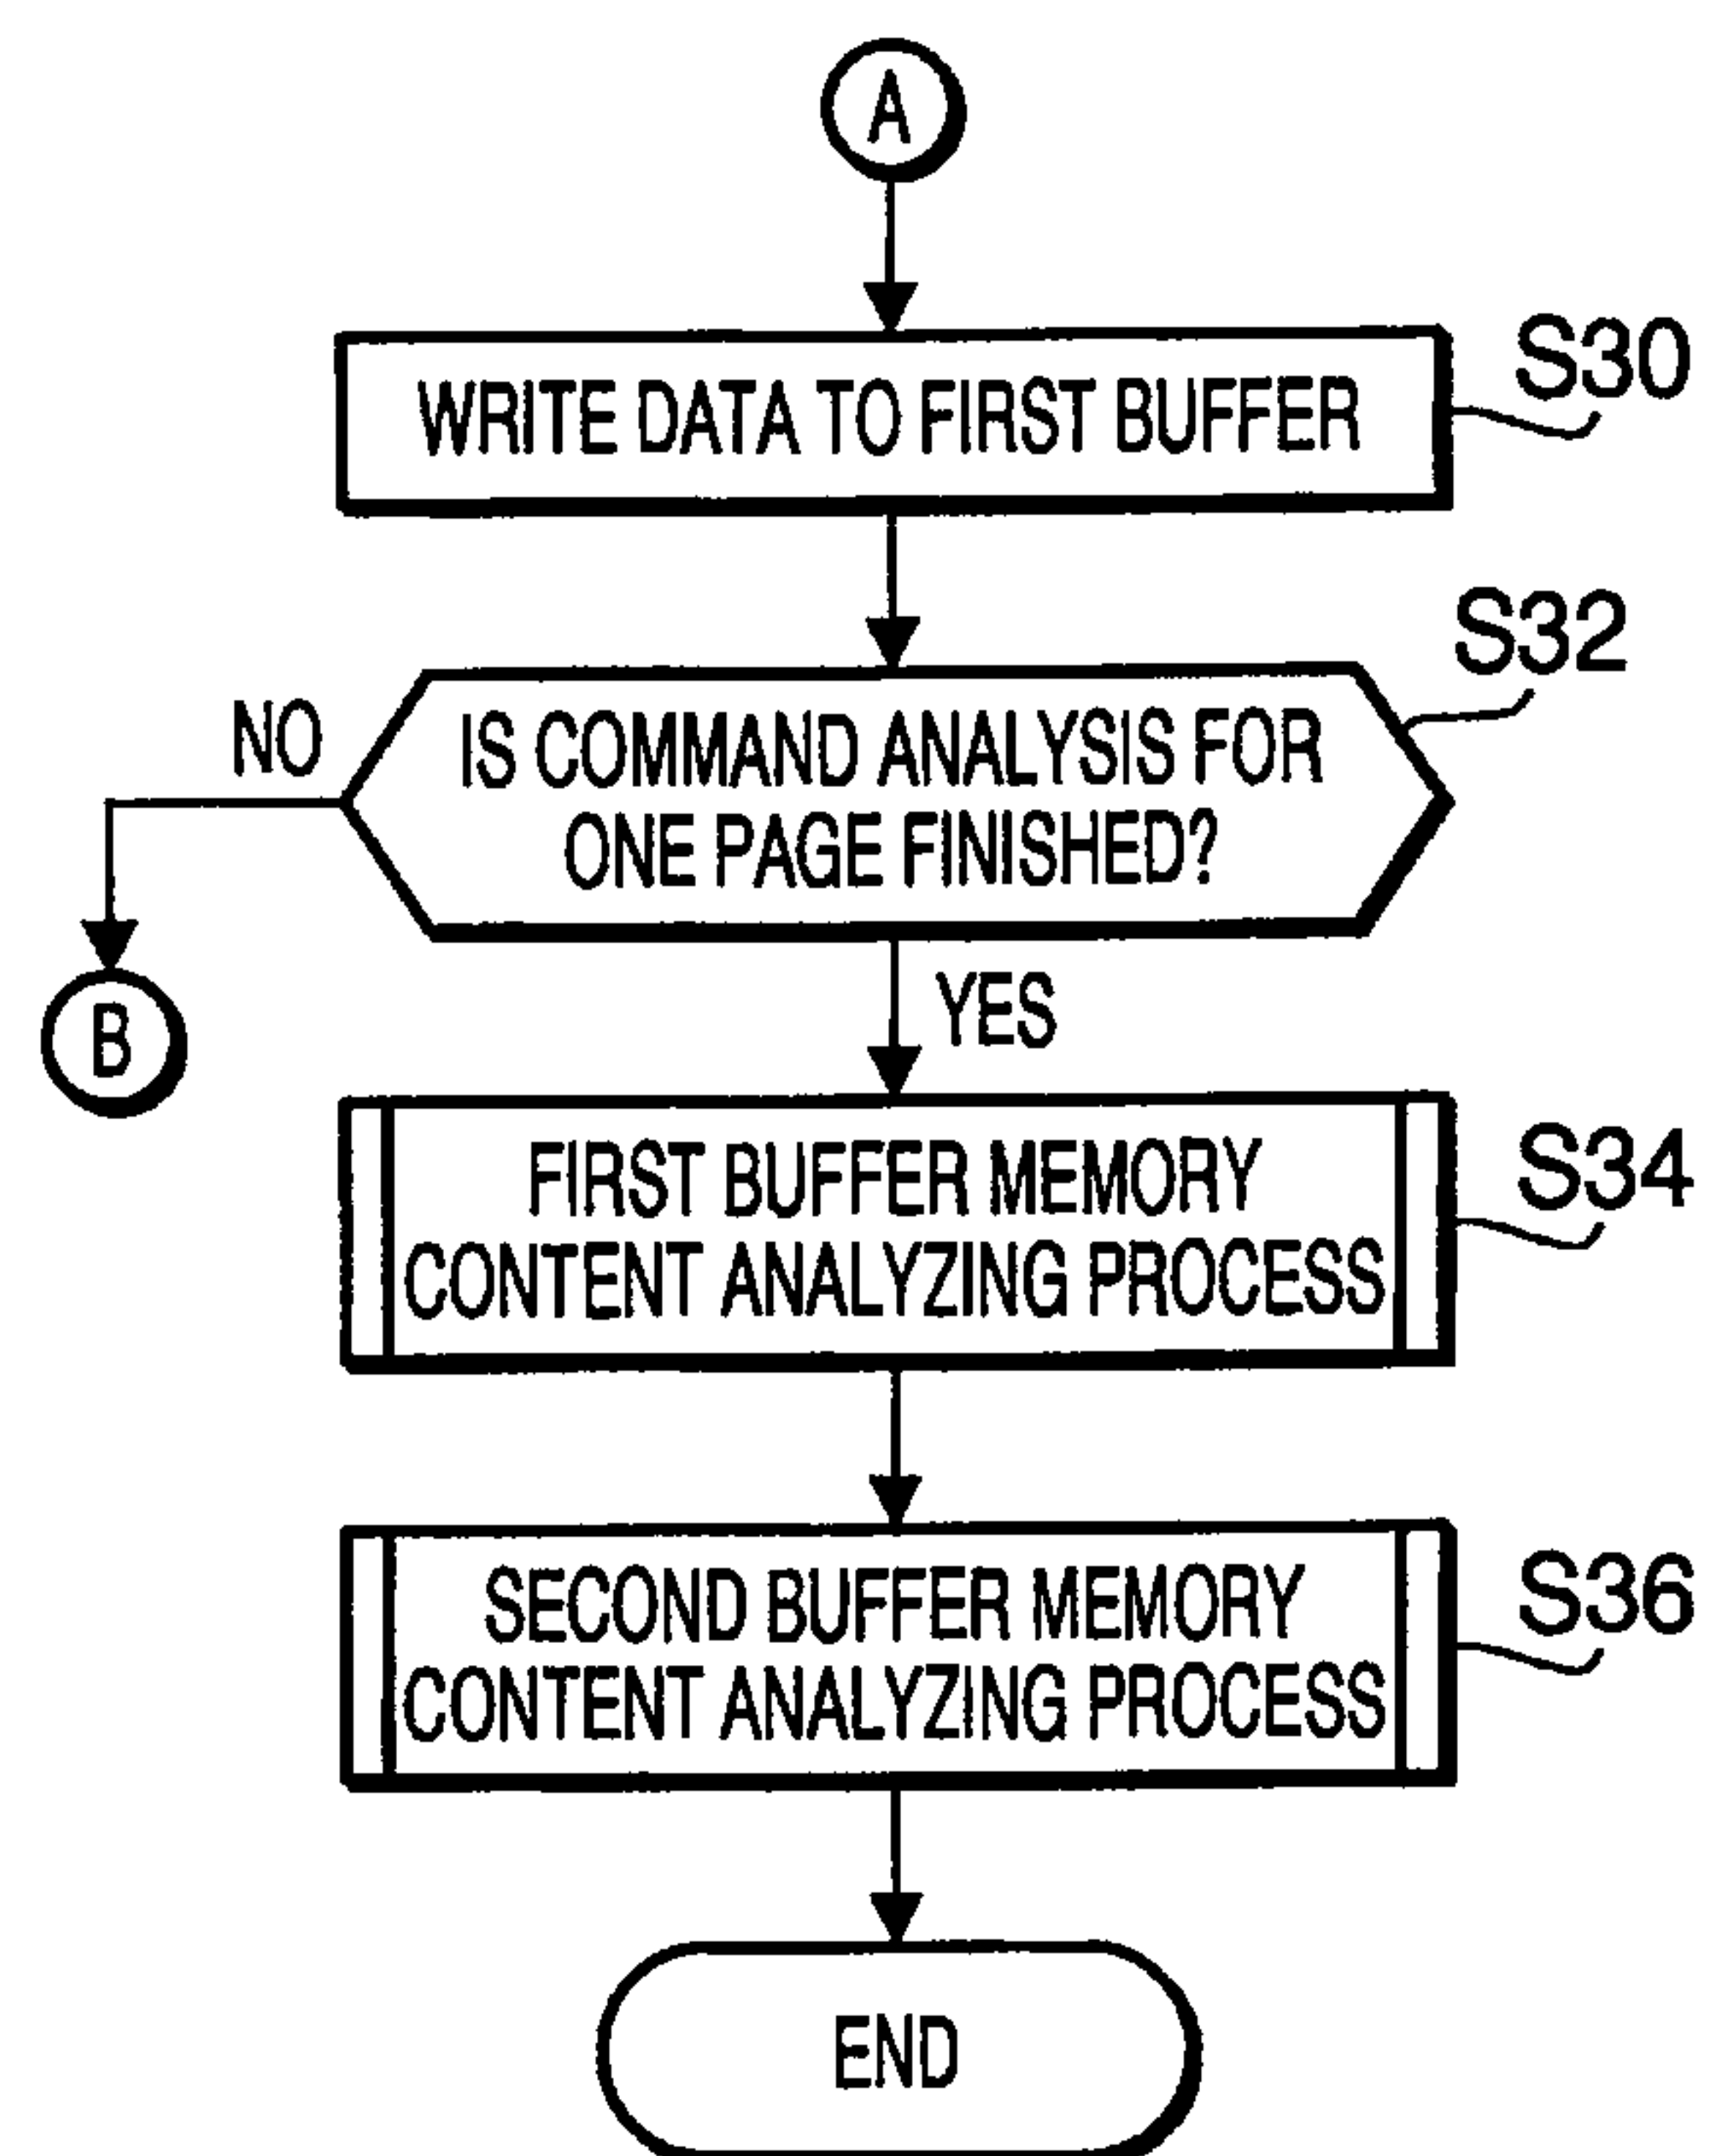 A
WRITE DATA TO FIRST BUFFER
S30
S32
IS COMMAND ANALYSIS FOR
ONE PAGE FINISHED?
NO
B
YES
FIRST BUFFER MEMORY
CONTENT ANALYZING PROCESS
S34
SECOND BUFFER MEMORY
CONTENT ANALYZING PROCESS
S36
END